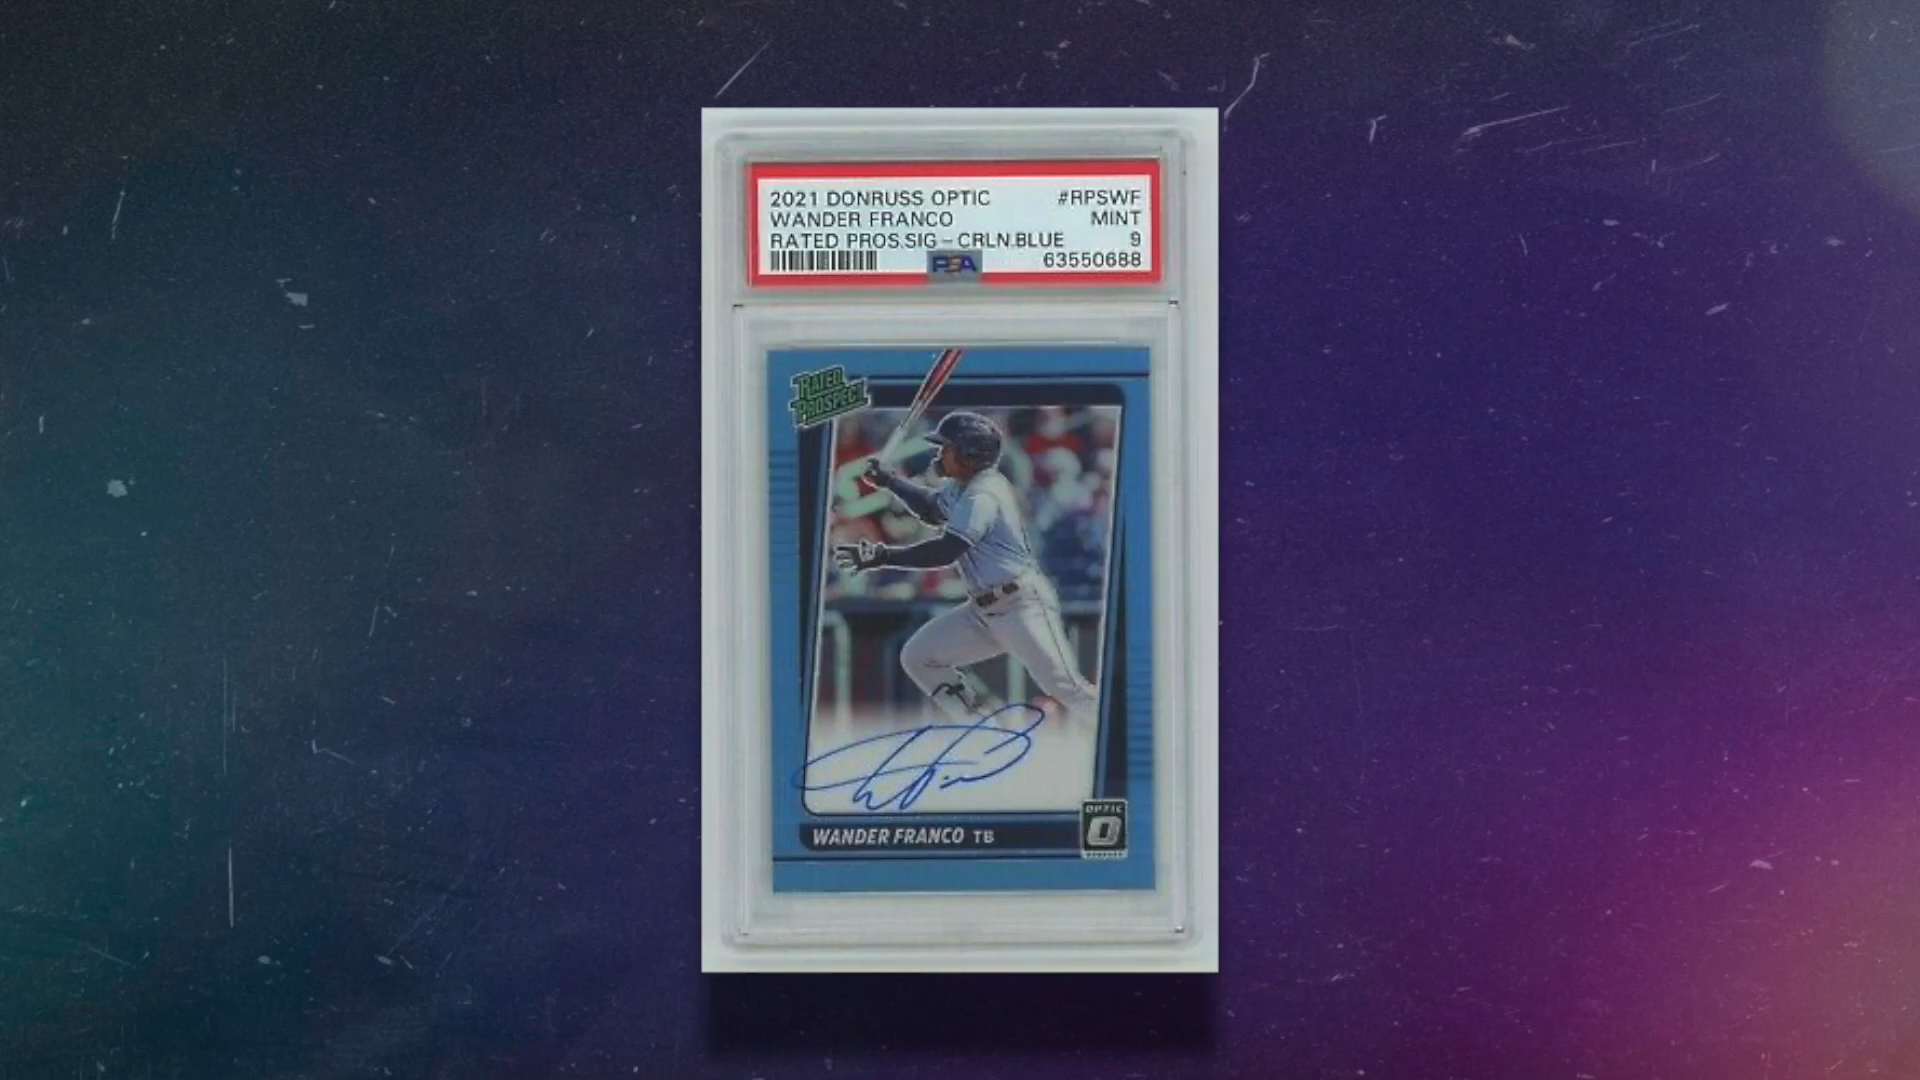 2021 DONRUSS OPTIC #RPSWF
WANDER FRANCO MINT
RATED PROS.SIG-CRLN.BLUE 9
PSA 63550688
RATED
PROSPECT
WANDER FRANCO TB
OPTIC
D